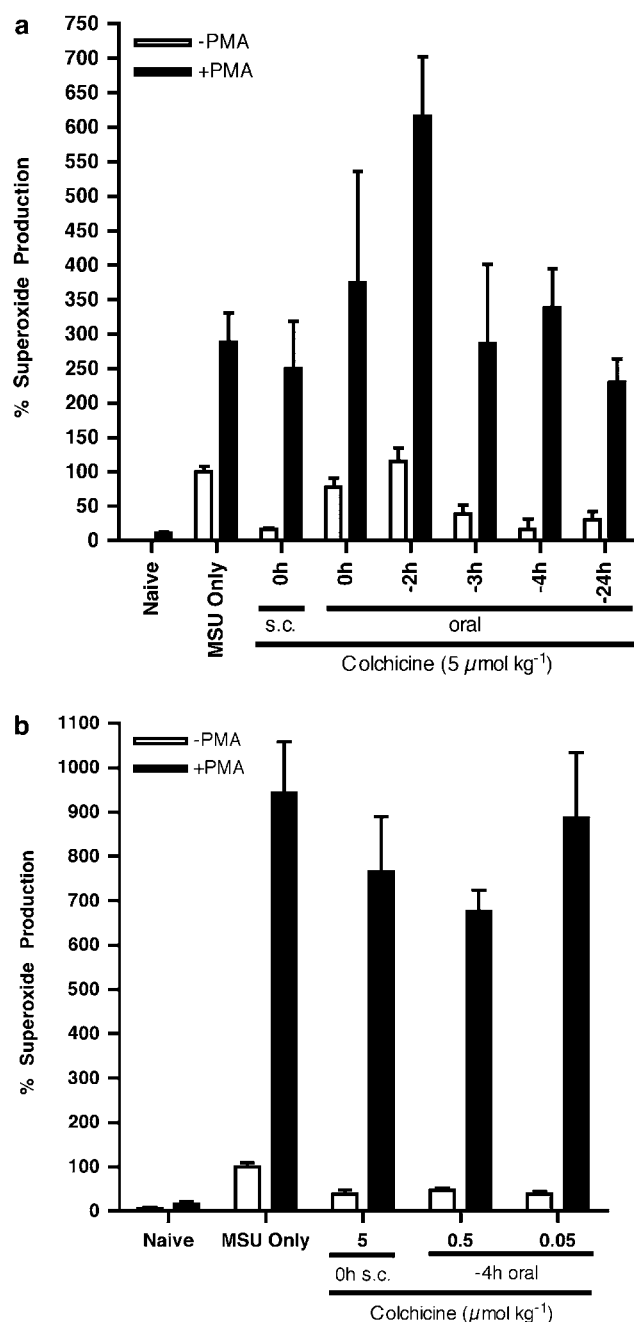 a
-PMA
+PMA
% Superoxide Production
750
700
650
600
550
500
450
400
350
300
250
200
150
100
50
0
Naive
MSU Only
0h
0h
-2h
-3h
-4h
-24h
s.c.
oral
Colchicine (5 µmol kg⁻¹)
b
-PMA
+PMA
% Superoxide Production
1100
1000
900
800
700
600
500
400
300
200
100
0
Naive
MSU Only
5
0.5
0.05
0h s.c.
-4h oral
Colchicine (µmol kg⁻¹)